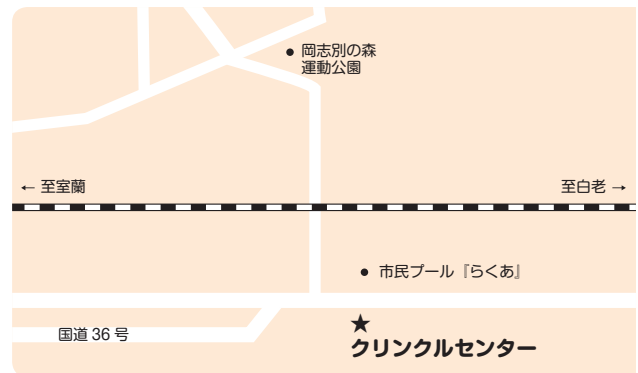 岡志別の森
運動公園
← 至室蘭
至白老 →
市民プール『らくあ』
国道 36 号
クリンクルセンター